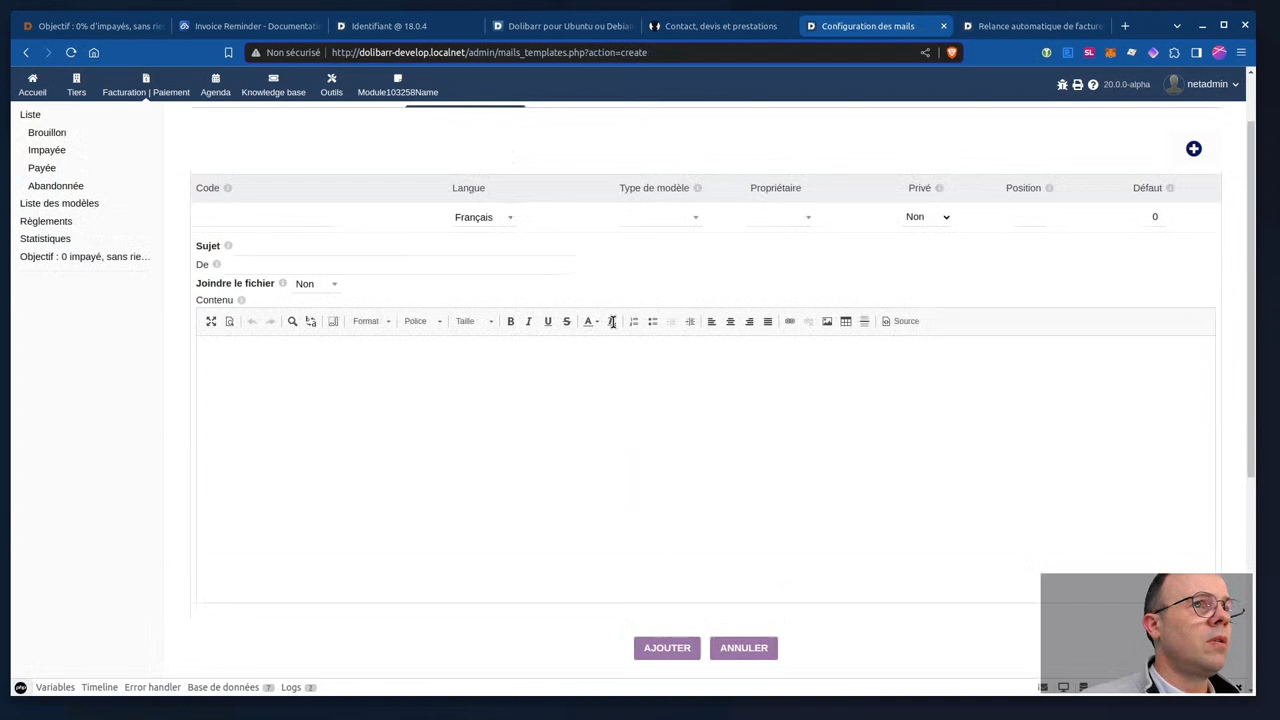 Objectif : 0% d'impayés, sans rie
Invoice Reminder - Documentati
Identifiant @ 18.0.4
Dolibarr pour Ubuntu ou Debian
Contact, devis et prestations
Configuration des mails
Relance automatique de facture
Non sécurisé
http://dolibarr-develop.localnet/admin/mails_templates.php?action=create
Accueil
Tiers
Facturation | Paiement
Agenda
Knowledge base
Outils
Module103258Name
20.0.0-alpha
netadmin
Liste
Brouillon
Impayée
Payée
Abandonnée
Liste des modèles
Règlements
Statistiques
Objectif : 0 impayé, sans rie...
Code
Langue
Type de modèle
Propriétaire
Privé
Position
Défaut
Français
Non
0
Sujet
De
Joindre le fichier
Non
Contenu
Format
Police
Taille
B
I
U
S
A
Source
AJOUTER
ANNULER
php
Variables
Timeline
Error handler
Base de données 7
Logs 2